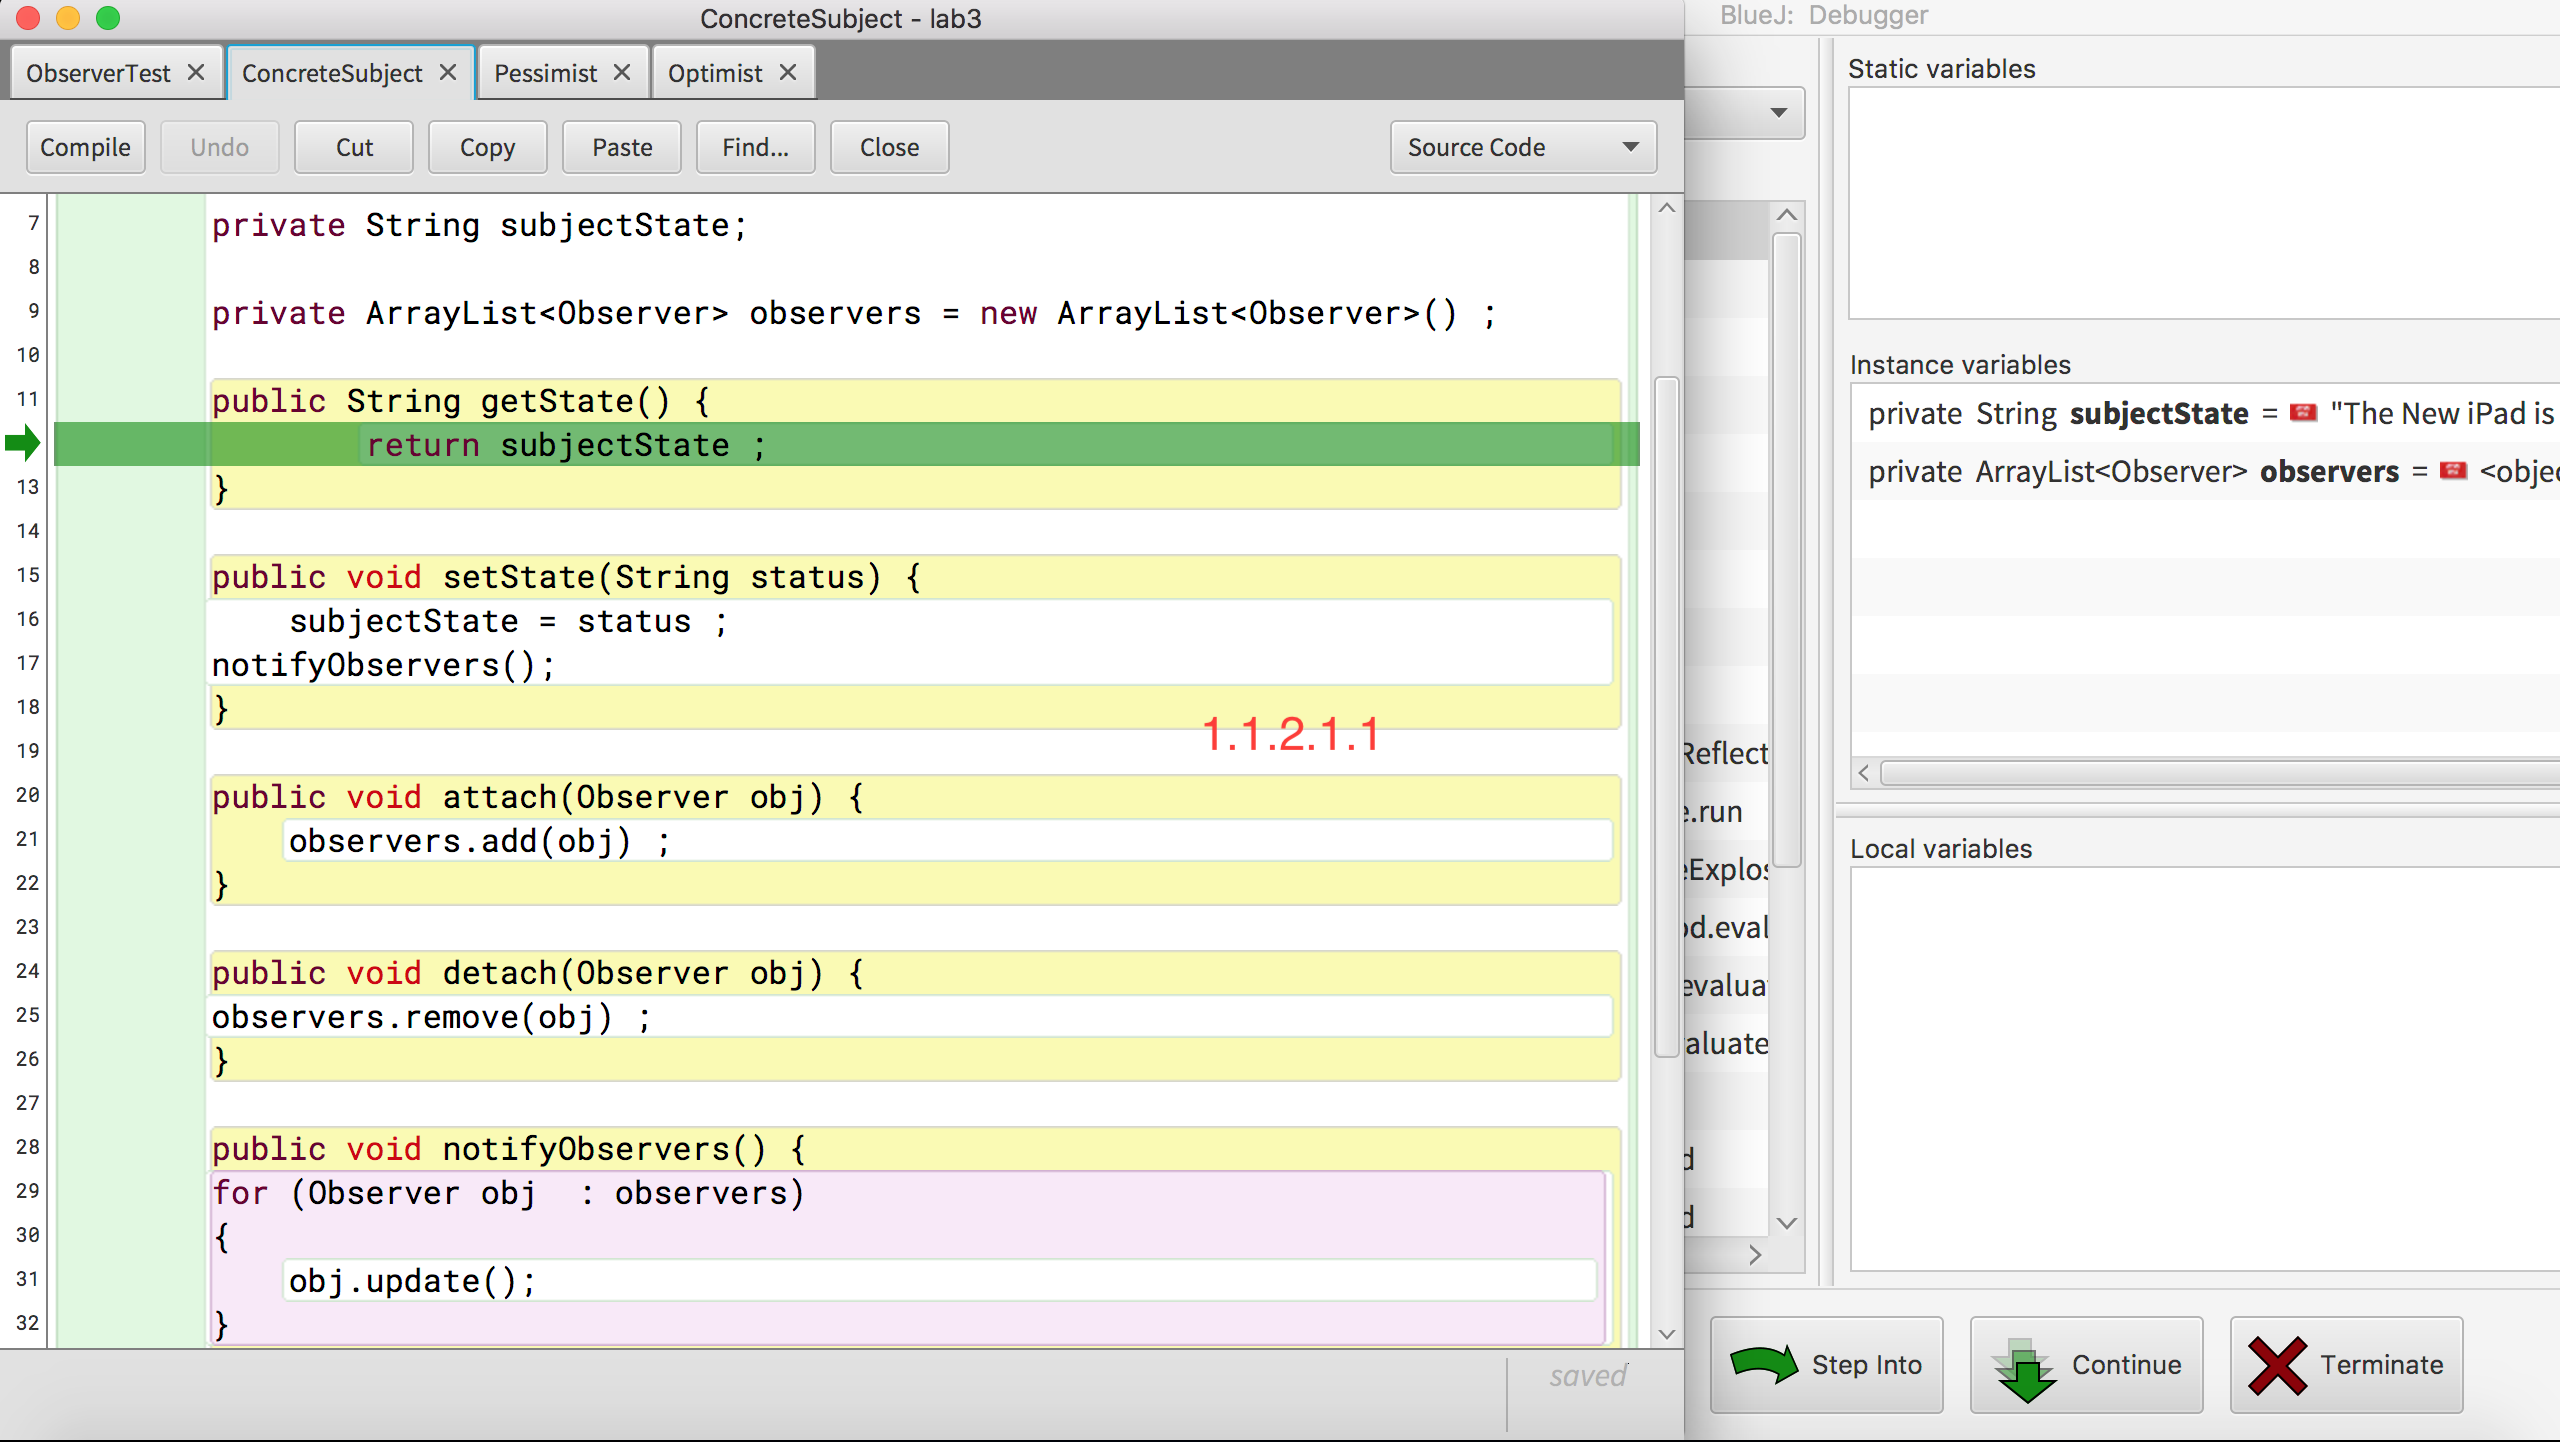 ConcreteSubject - lab3
BlueJ: Debugger
ObserverTest ConcreteSubject Pessimist Optimist
Compile Undo Cut Copy Paste Find... Close Source Code
7 private String subjectState;
8
9 private ArrayList<Observer> observers = new ArrayList<Observer>() ;
10
11 public String getState() {
return subjectState ;
13 }
14
15 public void setState(String status) {
16 subjectState = status ;
17 notifyObservers();
18 }
19
1.1.2.1.1
20 public void attach(Observer obj) {
21 observers.add(obj) ;
22 }
23
24 public void detach(Observer obj) {
25 observers.remove(obj) ;
26 }
27
28 public void notifyObservers() {
29 for (Observer obj  : observers)
30 {
31 obj.update();
32 }
saved
Reflect
e.run
eExplos
od.eval
evalua
aluate
d
d
Static variables
Instance variables
private String subjectState = "The New iPad is
private ArrayList<Observer> observers = <objec
Local variables
Step Into Continue Terminate